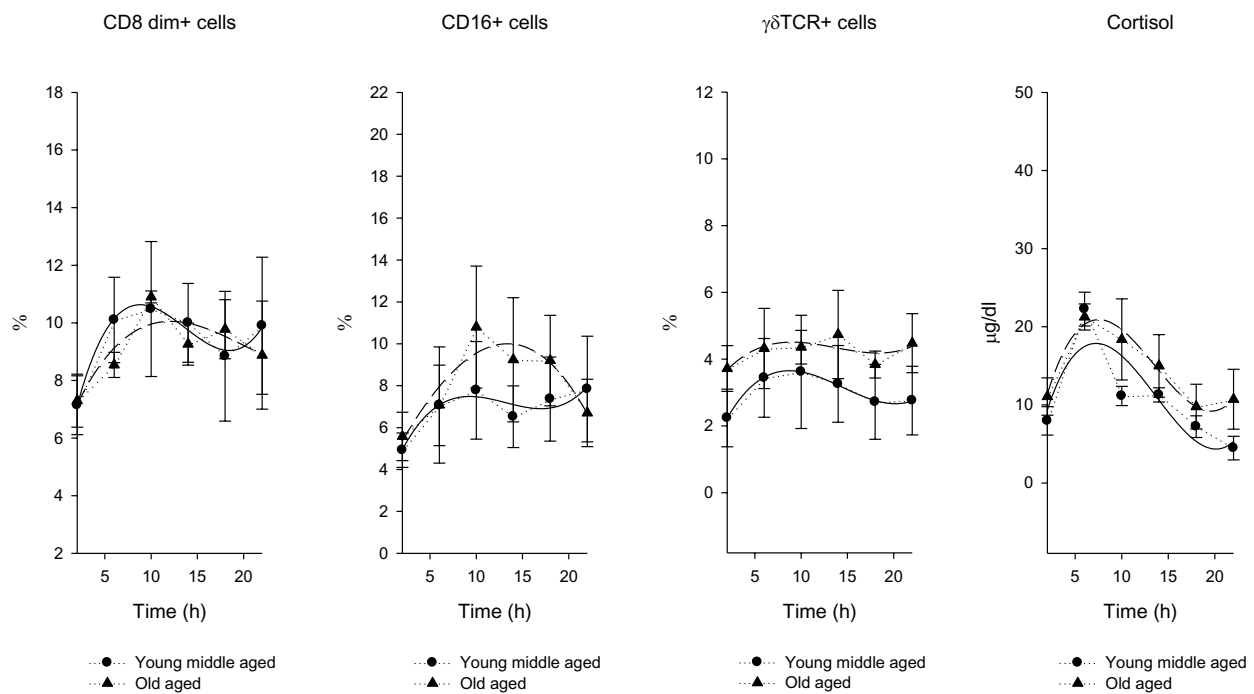 CD8 dim+ cells
CD16+ cells
γδTCR+ cells
Cortisol
%
18
16
14
12
10
8
6
4
2
5 10 15 20
Time (h)
Young middle aged
Old aged
%
22
20
18
16
14
12
10
8
6
4
2
0
5 10 15 20
Time (h)
Young middle aged
Old aged
%
12
10
8
6
4
2
0
5 10 15 20
Time (h)
Young middle aged
Old aged
µg/dl
50
40
30
20
10
0
5 10 15 20
Time (h)
Young middle aged
Old aged